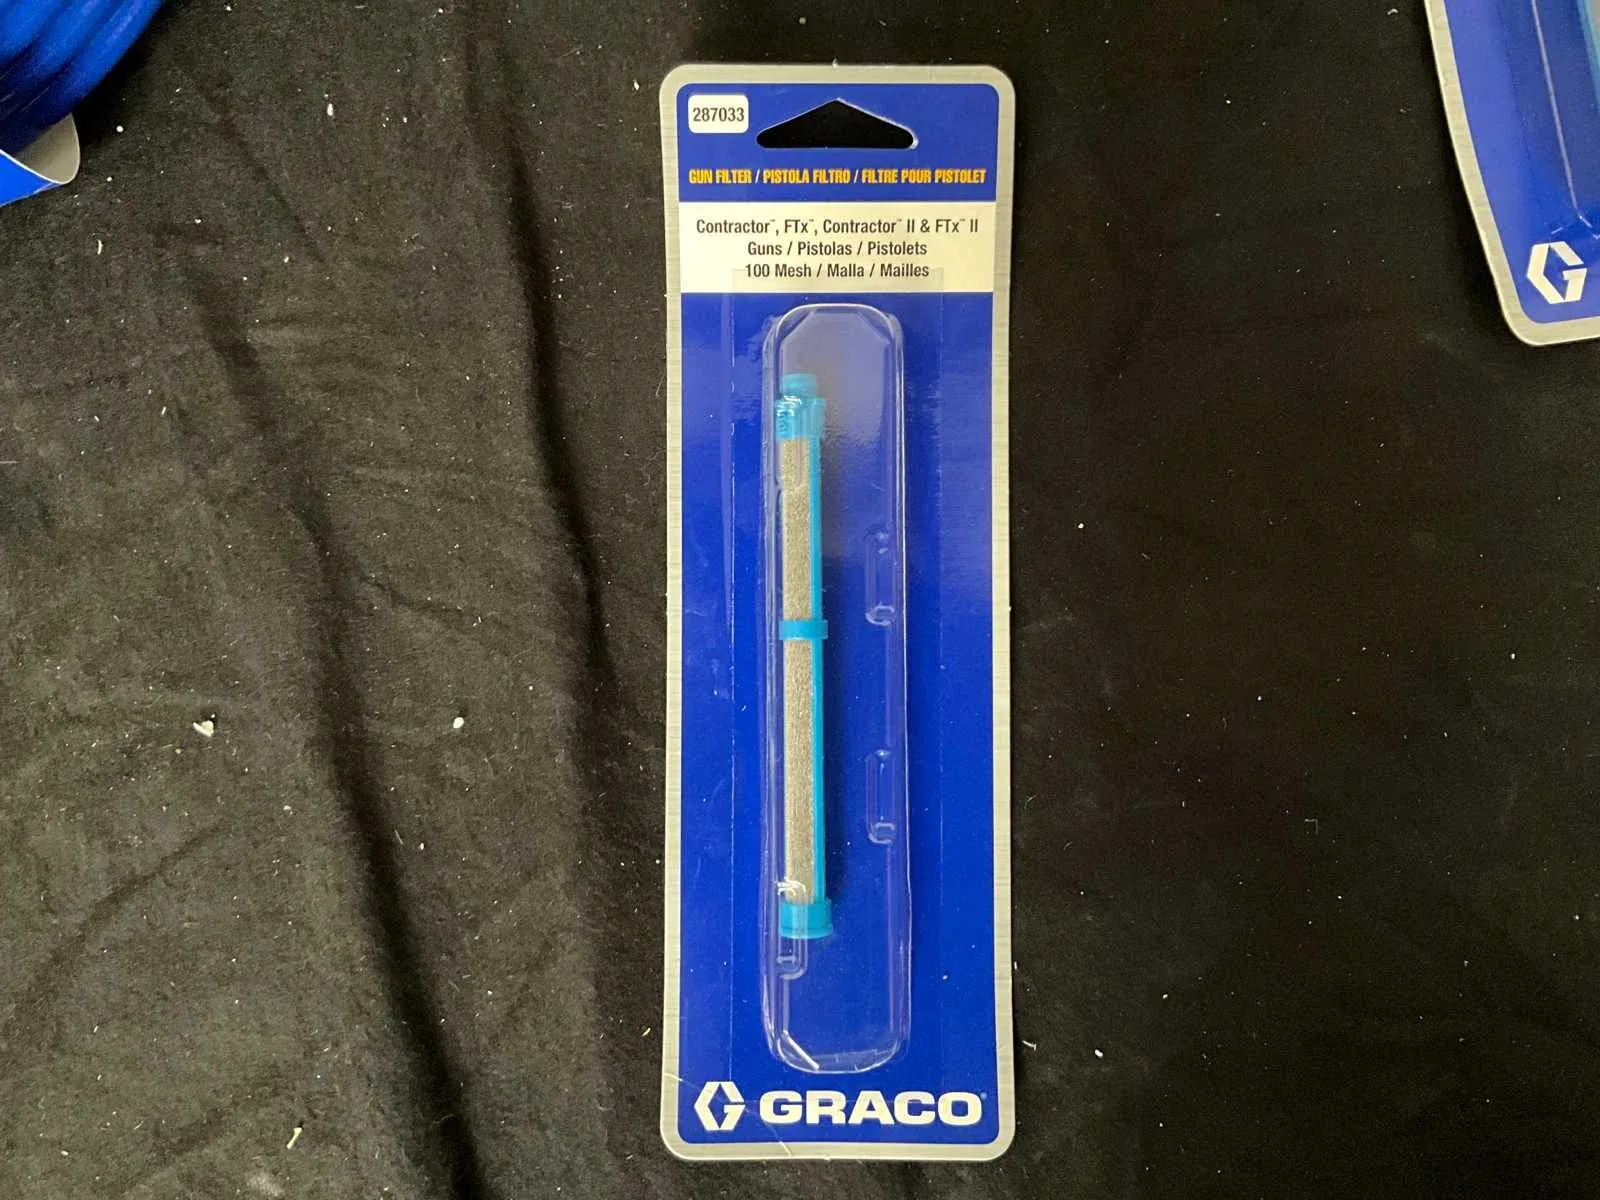 287033
GUN FILTER / PISTOLA FILTRO / FILTRE POUR PISTOLET
Contractor™, FTx™, Contractor™ II & FTx™ II
Guns / Pistolas / Pistolets
100 Mesh / Malla / Mailles
GRACO®